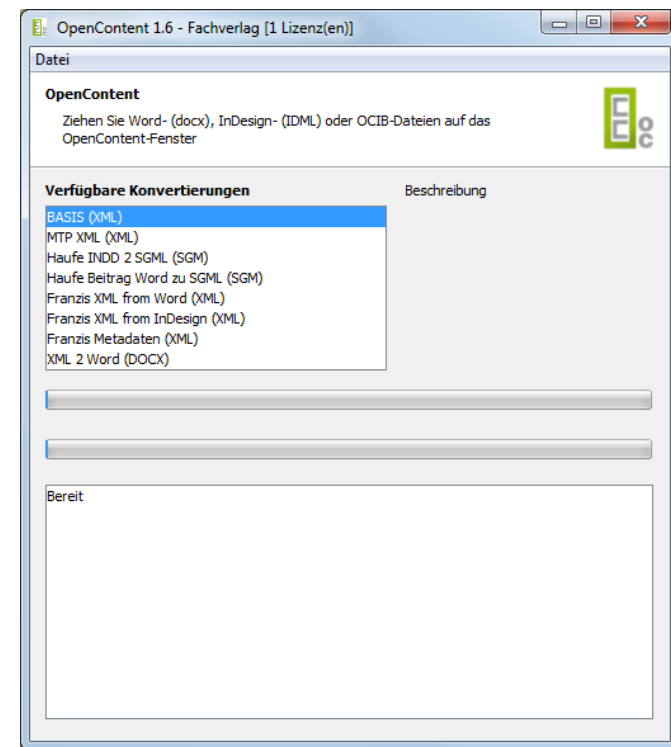 OpenContent 1.6 - Fachverlag [1 Lizenz(en)]
Datei
OpenContent
Ziehen Sie Word- (docx), InDesign- (IDML) oder OCIB-Dateien auf das
OpenContent-Fenster
oc
Verfügbare Konvertierungen
Beschreibung
BASIS (XML)
MTP XML (XML)
Haufe INDD 2 SGML (SGM)
Haufe Beitrag Word zu SGML (SGM)
Franzis XML from Word (XML)
Franzis XML from InDesign (XML)
Franzis Metadaten (XML)
XML 2 Word (DOCX)
Bereit